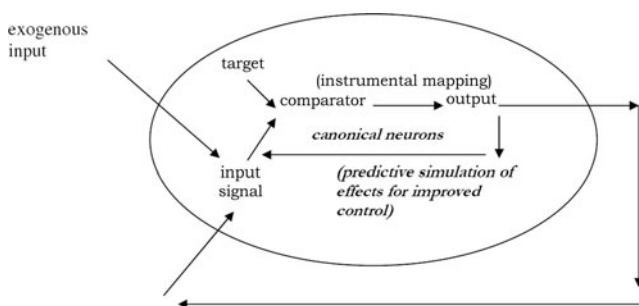 exogenous
input
target
(instrumental mapping)
comparator
output
canonical neurons
input
signal
(predictive simulation of
effects for improved
control)